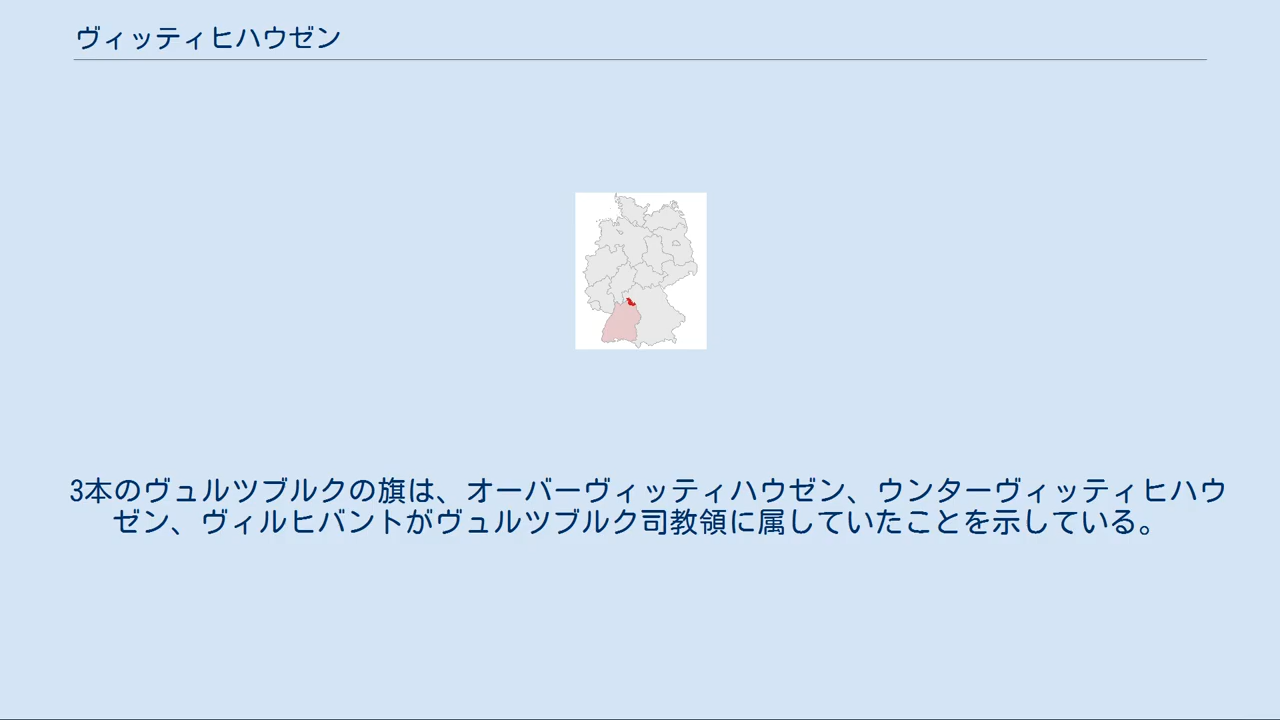 ヴィッティヒハウゼン
3本のヴュルツブルクの旗は、オーバーヴィッティハウゼン、ウンターヴィッティヒハウ
ゼン、ヴィルヒバントがヴュルツブルク司教領に属していたことを示している。